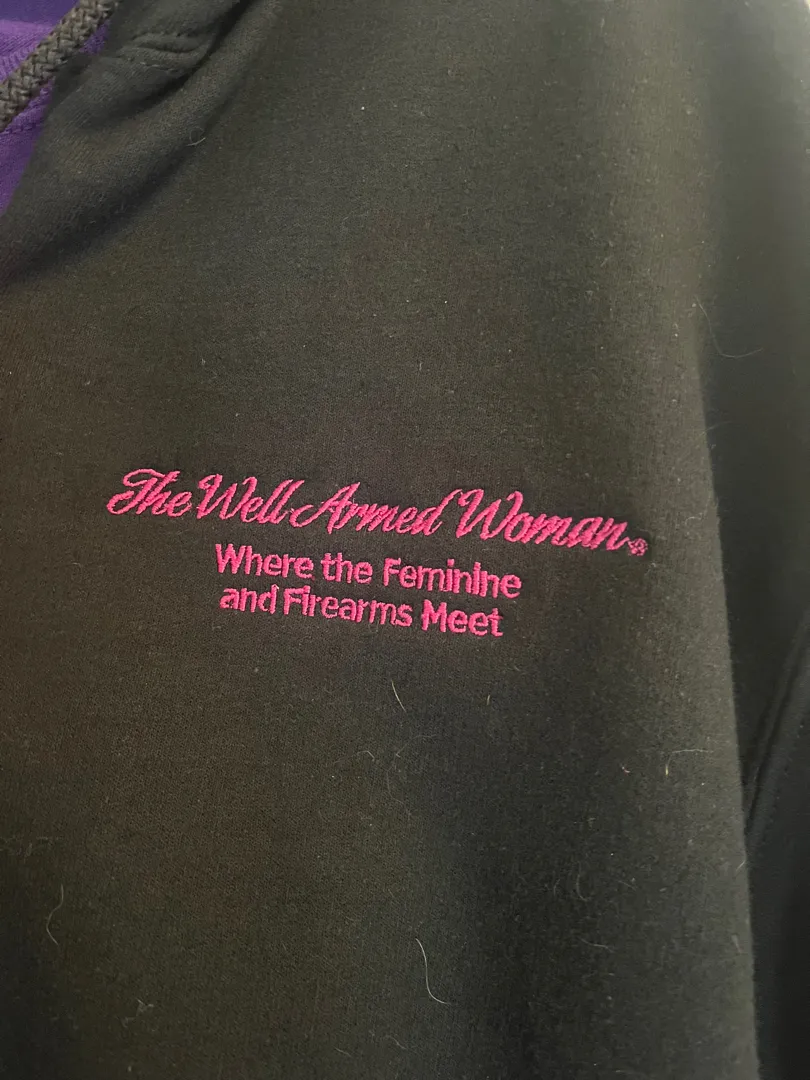 The Well Armed Woman®
Where the Feminine
and Firearms Meet